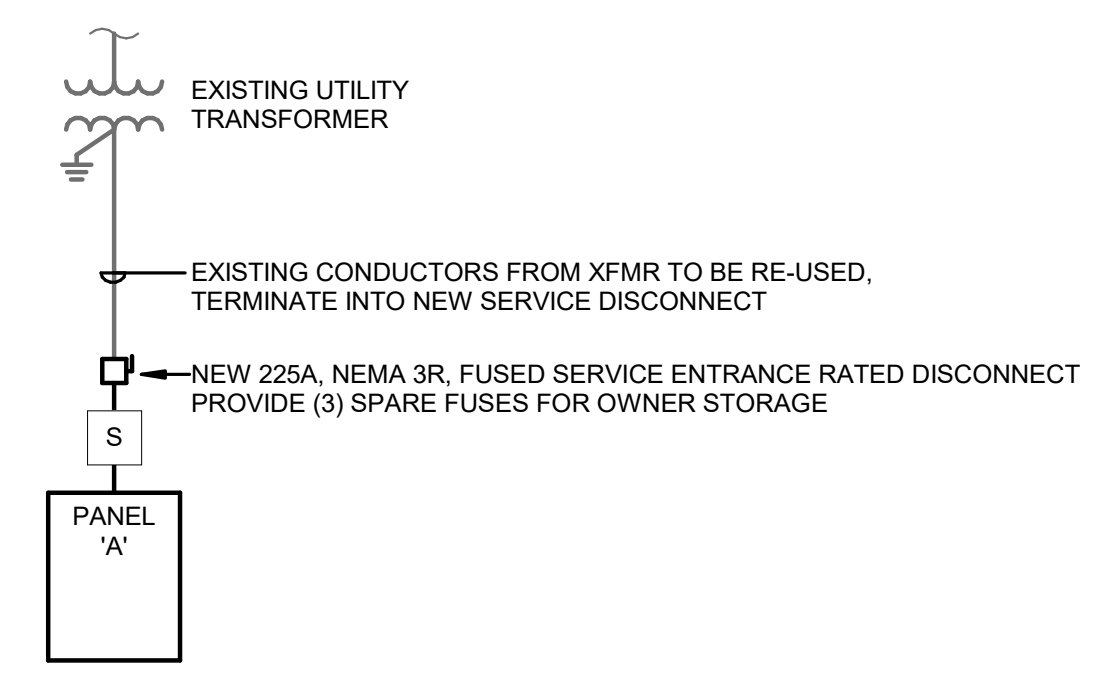 EXISTING UTILITY
TRANSFORMER
EXISTING CONDUCTORS FROM XFMR TO BE RE-USED,
TERMINATE INTO NEW SERVICE DISCONNECT
NEW 225A, NEMA 3R, FUSED SERVICE ENTRANCE RATED DISCONNECT
PROVIDE (3) SPARE FUSES FOR OWNER STORAGE
S
PANEL
'A'